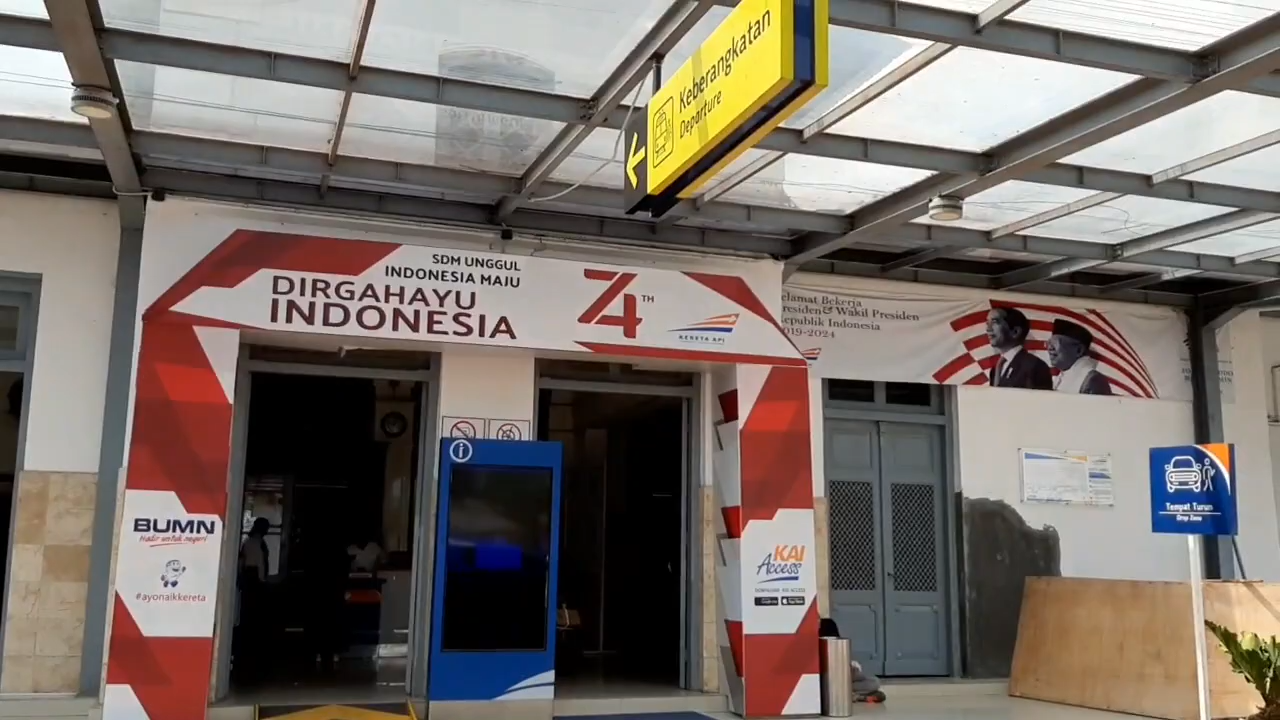 Keberangkatan
Departure
SDM UNGGUL
INDONESIA MAJU
DIRGAHAYU
INDONESIA
74TH
KERETA API
elamat Bekerja
residen & Wakil Presiden
epublik Indonesia
019-2024
BUMN
Hadir untuk negeri
#ayonaikkereta
i
KAI
Access
Tempat Turun
Drop Zone